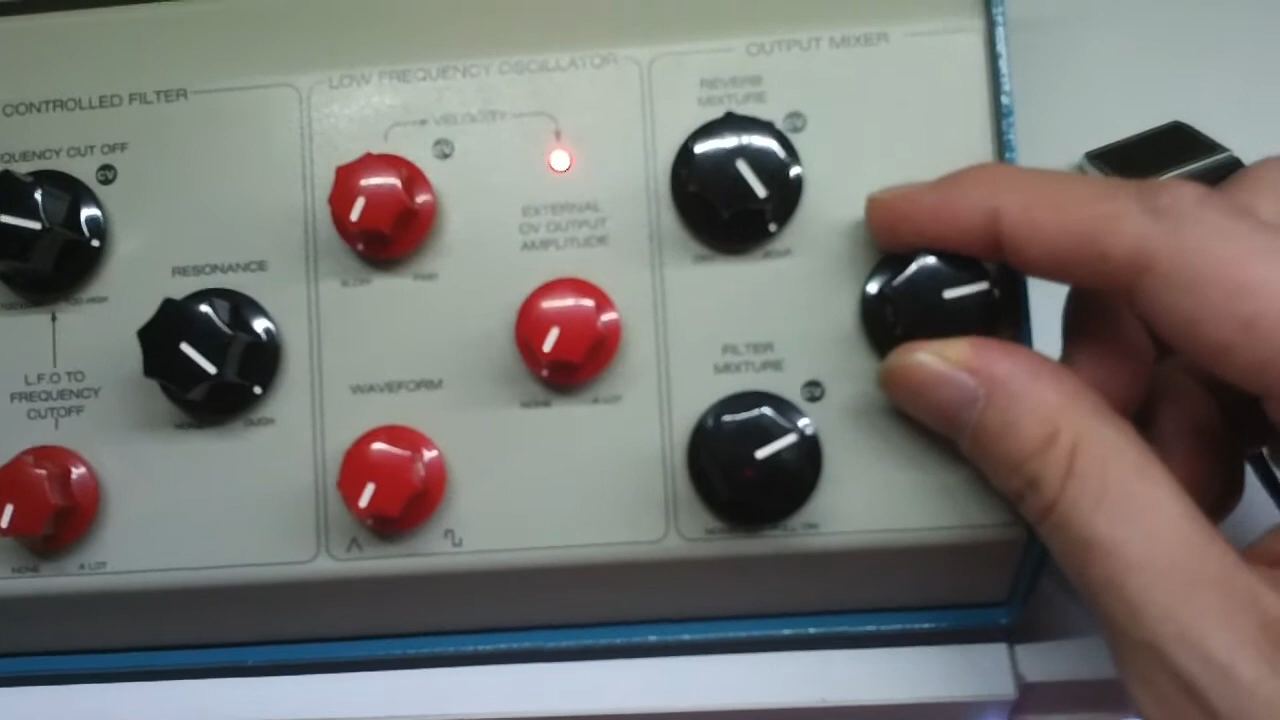 CONTROLLED FILTER
QUENCY CUT OFF
CV
RESONANCE
L.F.O TO
FREQUENCY
CUTOFF
NONE A LOT
LOW FREQUENCY OSCILLATOR
VELOCITY
CV
SLOW FAST
EXTERNAL
CV OUTPUT
AMPLITUDE
NONE A LOT
WAVEFORM
OUTPUT MIXER
REVERB
MIXTURE
CV
FILTER
MIXTURE
CV